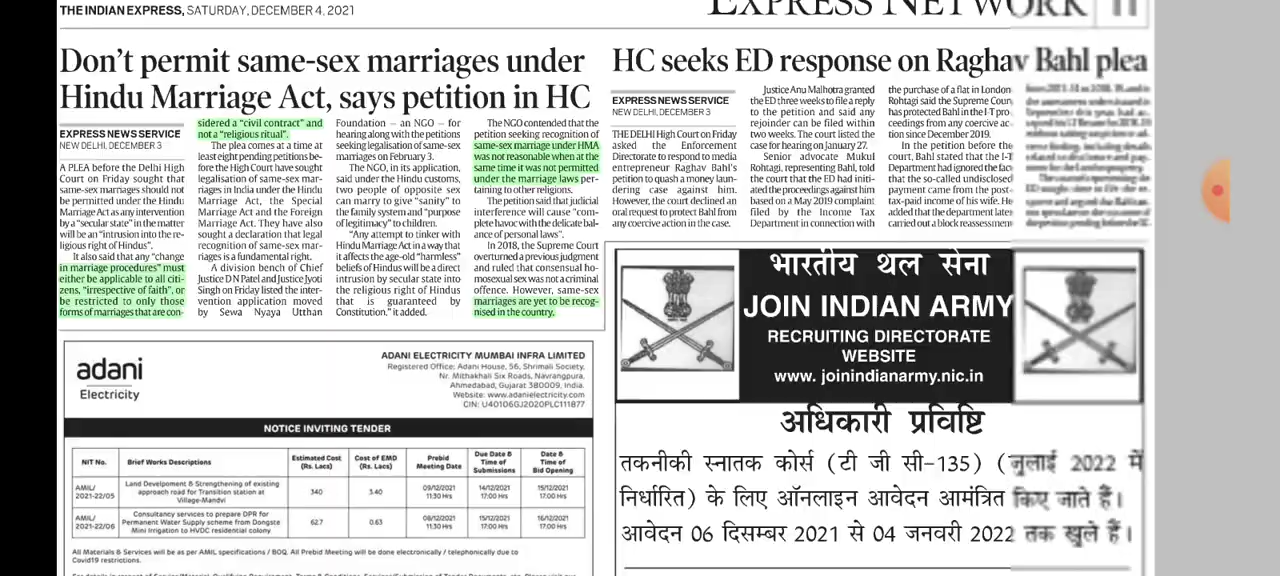 THE INDIAN EXPRESS, SATURDAY, DECEMBER 4, 2021
EXPRESS NETWORK 11
Don't permit same-sex marriages under
Hindu Marriage Act, says petition in HC
EXPRESS NEWS SERVICE
NEW DELHI, DECEMBER 3
A PLEA before the Delhi High
Court on Friday sought that
same-sex marriages should not
be permitted under the Hindu
Marriage Act as any intervention
by a "secular state" in the matter
will be an "intrusion into the re-
ligious right of Hindus".
It also said that any "change
in marriage procedures" must
either be applicable to all citi-
zens, "irrespective of faith", or
be restricted to only those
forms of marriages that are con-
sidered a "civil contract" and
not a "religious ritual".
The plea comes at a time at
least eight pending petitions be-
fore the High Court have sought
legalisation of same-sex mar-
riages in India under the Hindu
Marriage Act, the Special
Marriage Act and the Foreign
Marriage Act. They have also
sought a declaration that legal
recognition of same-sex mar-
riages is a fundamental right.
A division bench of Chief
Justice DN Patel and Justice Jyoti
Singh on Friday listed the inter-
vention application moved
by Sewa Nyaya Utthan
Foundation – an NGO – for
hearing along with the petitions
seeking legalisation of same-sex
marriages on February 3.
The NGO, in its application,
said under the Hindu customs,
people of opposite sex
can marry to give "sanity" to
the family system and "purpose
of legitimacy" to children.
"Any attempt to tinker with
Hindu Marriage Act in a way that
it affects the age-old "harmless"
beliefs of Hindus will be a direct
intrusion by secular state into
the religious right of Hindus
that is guaranteed by
Constitution." it added.
The NGO contended that the
petition seeking recognition of
same-sex marriage under HMA
was not reasonable when at the
same time it was not permitted
under the marriage laws per-
taining to other religions.
The petition said that judicial
interference will cause "com-
plete havoc with the delicate bal-
ance of personal laws".
In 2018, the Supreme Court
overturned a previous judgment
and ruled that consensual ho-
mosexual sex was not a criminal
offence. However, same-sex
marriages are yet to be recog-
nised in the country.
HC seeks ED response on Raghav Bahl plea
EXPRESS NEWS SERVICE
NEW DELHI, DECEMBER 3
THE DELHI High Court on Friday
asked the Enforcement
Directorate to respond to media
entrepreneur Raghav Bahl's
petition to quash a money laun-
dering case against him.
However, the court declined an
oral request to protect Bahl from
any coercive action in the case.
Justice Anu Malhotra granted
the ED three weeks to file a reply
to the petition and said any
rejoinder can be filed within
two weeks. The court listed the
case for hearing on January 27.
Senior advocate Mukul
Rohtagi, representing Bahl, told
the court that the ED had initi-
ated the proceedings against him
based on a May 2019 complaint
filed by the Income Tax
Department in connection with
the purchase of a flat in London.
Rohtagi said the Supreme Court
has protected Bahl in the I-T pro
ceedings from any coercive ac-
tion since December 2019.
In the petition before the
court, Bahl stated that the I-T
Department had ignored the fact
that the so-called undisclosed
payment came from the post-
tax-paid income of his wife. He
added that the department later
carried out a block reassessment
adani
Electricity
ADANI ELECTRICITY MUMBAI INFRA LIMITED
Registered Office: Adani House, 56, Shrimali Society,
Nr. Mithakhali Six Roads, Navrangpura,
Ahmedabad, Gujarat 380009, India.
Website: www.adanielectricity.com
CIN: U40106GJ2020PLC111877
NOTICE INVITING TENDER
NIT No. Brief Works Descriptions Estimated Cost (Rs. Lacs) Cost of EMD (Rs. Lacs) Prebid Meeting Date Due Date & Time of Submissions Date & Time of Bid Opening
AMIL/ 2021-22/05 Land Development & Strengthening of existing approach road for Transition station at Village-Mandvi 340 3.40 09/12/2021 11:30 Hrs 14/12/2021 17:00 Hrs 15/12/2021 17:00 Hrs
AMIL/ 2021-22/06 Consultancy services to prepare DPR for Permanent Water Supply scheme from Dongste Mini Irrigation to HVDC residential colony 62.7 0.63 08/12/2021 11:30 Hrs 15/12/2021 17:00 Hrs 16/12/2021 17:00 Hrs
All Materials & Services will be as per AMIL specifications / BOQ. All Prebid Meeting will be done electronically / telephonically due to
Covid19 restrictions.
भारतीय थल सेना
JOIN INDIAN ARMY
RECRUITING DIRECTORATE
WEBSITE
www. joinindianarmy.nic.in
अधिकारी प्रविष्टि
तकनीकी स्नातक कोर्स (टी जी सी–135) (जुलाई 2022 में
निर्धारित) के लिए ऑनलाइन आवेदन आमंत्रित किए जाते हैं।
आवेदन 06 दिसम्बर 2021 से 04 जनवरी 2022 तक खुले हैं।